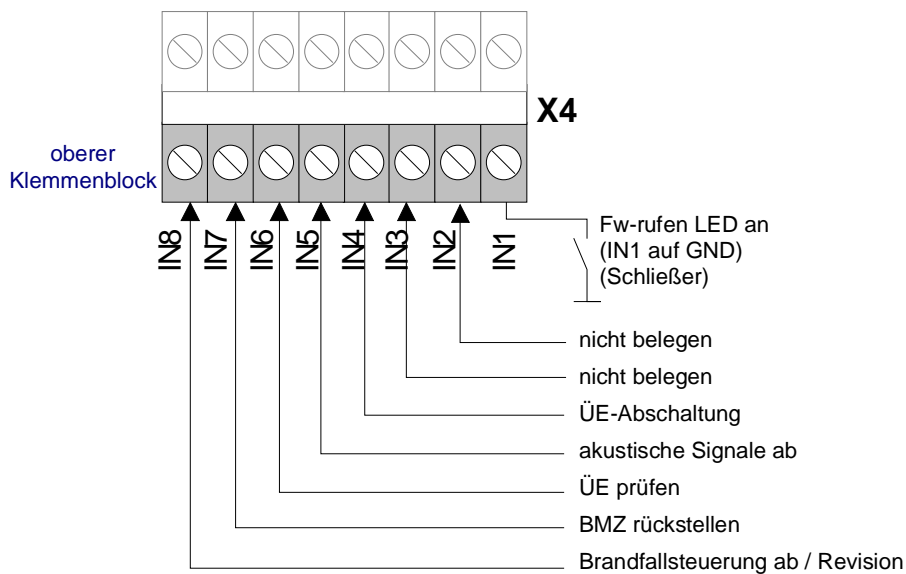 X4
oberer
Klemmenblock
IN8
IN7
IN6
IN5
IN4
IN3
IN2
IN1
Fw-rufen LED an
(IN1 auf GND)
(Schließer)
nicht belegen
nicht belegen
ÜE-Abschaltung
akustische Signale ab
ÜE prüfen
BMZ rückstellen
Brandfallsteuerung ab / Revision